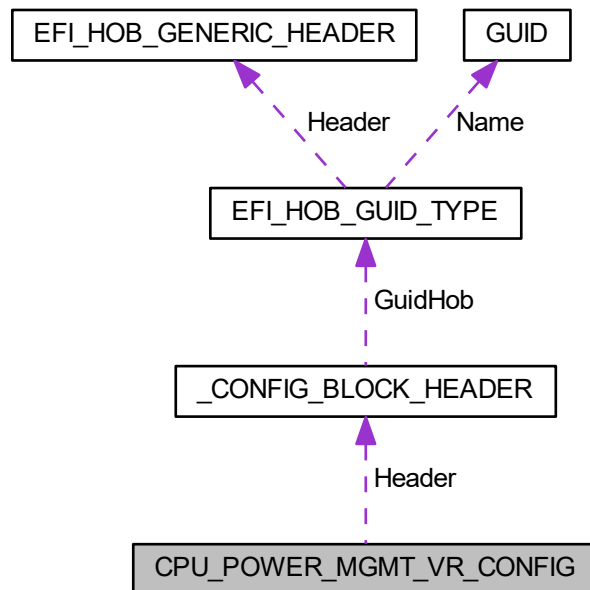 EFI_HOB_GENERIC_HEADER
GUID
Header
Name
EFI_HOB_GUID_TYPE
GuidHob
_CONFIG_BLOCK_HEADER
Header
CPU_POWER_MGMT_VR_CONFIG